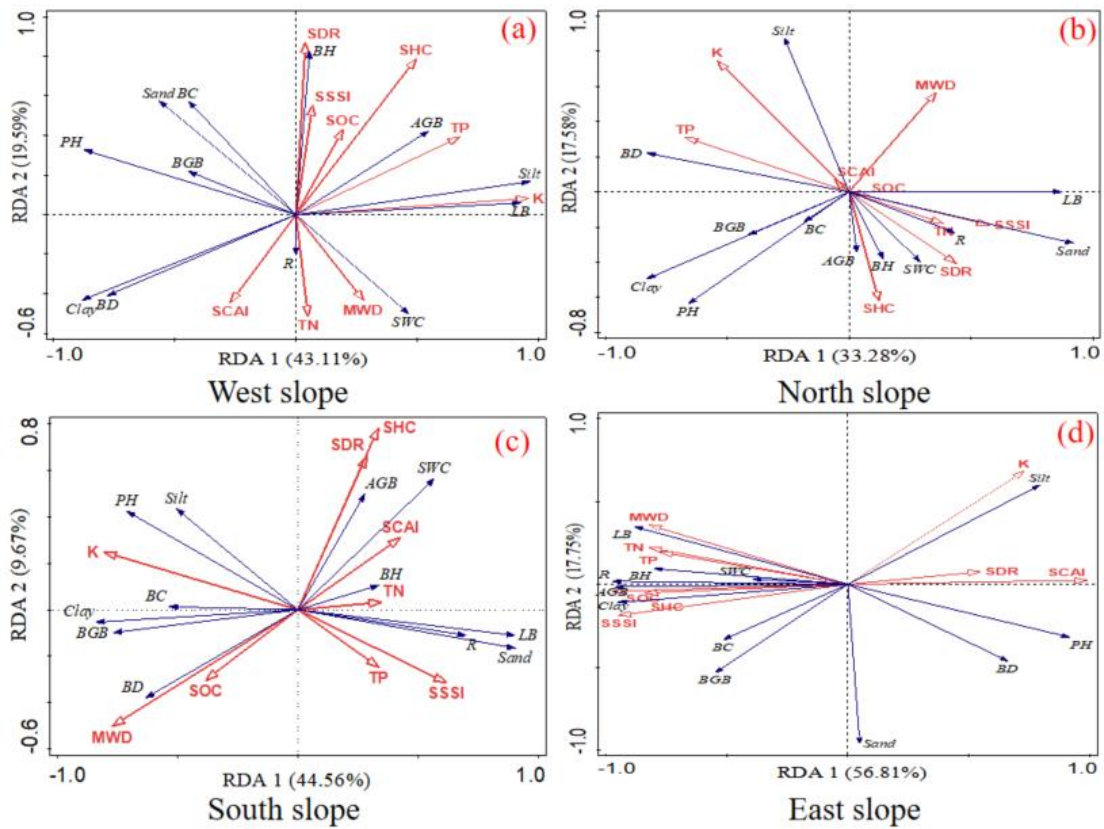 1.0
(a)
SDR
BH
SHC
SSSI
SOC
AGB
TP
Sand BC
PH
BGB
Silt
K
LB
R
Clay BD
SCAI
TN
MWD
SWC
RDA 2 (19.59%)
-0.6
-1.0
RDA 1 (43.11%)
1.0
West slope
1.0
(b)
Silt
K
MWD
TP
BD
SCAI
SOC
LB
BGB
BC
TN
R
SSSI
Sand
AGB
BH
SWC
SDR
Clay
PH
SHC
RDA 2 (17.58%)
-0.8
-1.0
RDA 1 (33.28%)
1.0
North slope
0.8
(c)
SHC
SDR
SWC
AGB
PH
Silt
SCAI
K
BH
TN
BC
Clay
BGB
R
LB
Sand
TP
SSSI
SOC
BD
MWD
RDA 2 (9.67%)
-0.6
-1.0
RDA 1 (44.56%)
1.0
South slope
1.0
(d)
K
Silt
MWD
LB
TN
TP
R
BH
SWC
SDR
SCAI
AGB
SOC
Clay
SHC
SSSI
BC
BGB
BD
PH
Sand
RDA 2 (17.75%)
-1.0
-1.0
RDA 1 (56.81%)
1.0
East slope